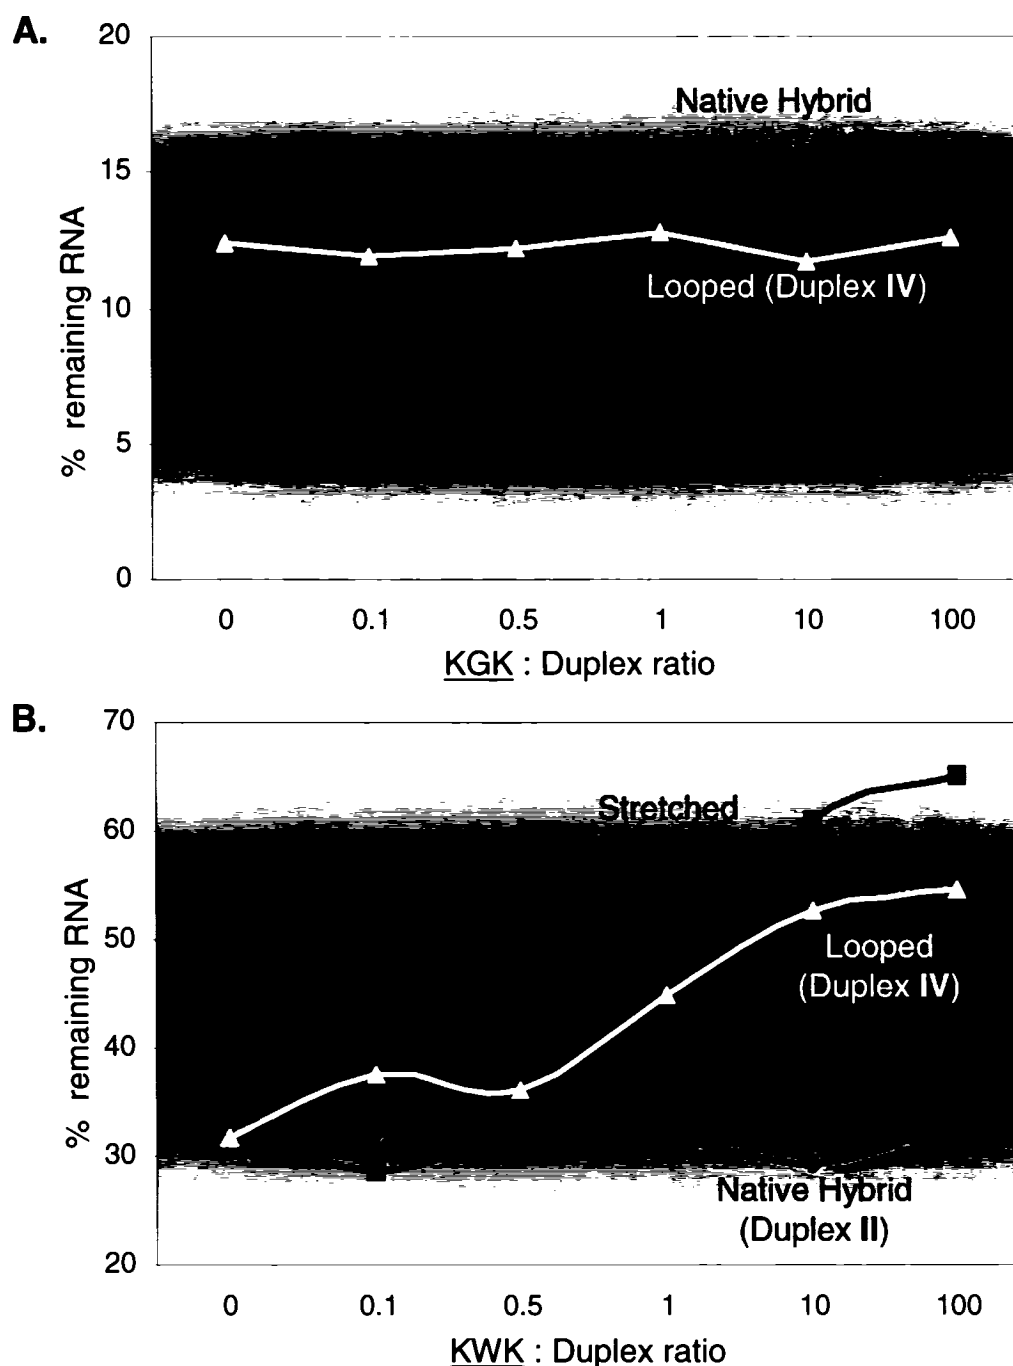 A.
20
15
10
5
0
% remaining RNA
Native Hybrid
Looped (Duplex IV)
0 0.1 0.5 1 10 100
KGK : Duplex ratio
B.
70
60
50
40
30
20
% remaining RNA
Stretched
Looped
(Duplex IV)
Native Hybrid
(Duplex II)
0 0.1 0.5 1 10 100
KWK : Duplex ratio